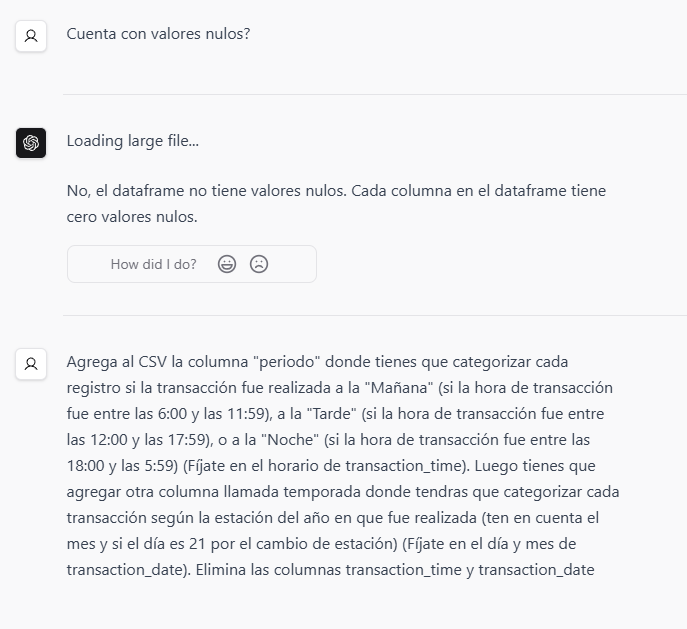 Cuenta con valores nulos?
Loading large file...
No, el dataframe no tiene valores nulos. Cada columna en el dataframe tiene
cero valores nulos.
How did I do?
Agrega al CSV la columna "periodo" donde tienes que categorizar cada
registro si la transacción fue realizada a la "Mañana" (si la hora de transacción
fue entre las 6:00 y las 11:59), a la "Tarde" (si la hora de transacción fue entre
las 12:00 y las 17:59), o a la "Noche" (si la hora de transacción fue entre las
18:00 y las 5:59) (Fíjate en el horario de transaction_time). Luego tienes que
agregar otra columna llamada temporada donde tendras que categorizar cada
transacción según la estación del año en que fue realizada (ten en cuenta el
mes y si el día es 21 por el cambio de estación) (Fíjate en el día y mes de
transaction_date). Elimina las columnas transaction_time y transaction_date